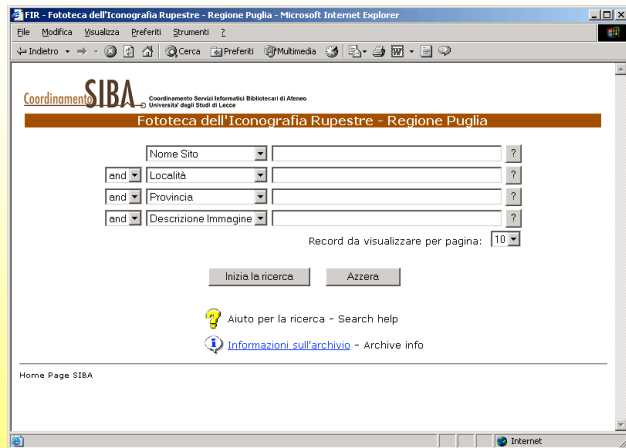 FIR - Fototeca dell'Iconografia Rupestre - Regione Puglia - Microsoft Internet Explorer
File Modifica Visualizza Preferiti Strumenti ?
Indietro Cerca Preferiti Multimedia
Coordinamento SIBA Coordinamento Servizi Informatici Bibliotecari di Ateneo
Universita' degli Studi di Lecce
Fototeca dell'Iconografia Rupestre - Regione Puglia
Nome Sito ?
and Località ?
and Provincia ?
and Descrizione Immagine ?
Record da visualizzare per pagina: 10
Inizia la ricerca Azzera
Aiuto per la ricerca - Search help
Informazioni sull'archivio - Archive info
Home Page SIBA
Internet